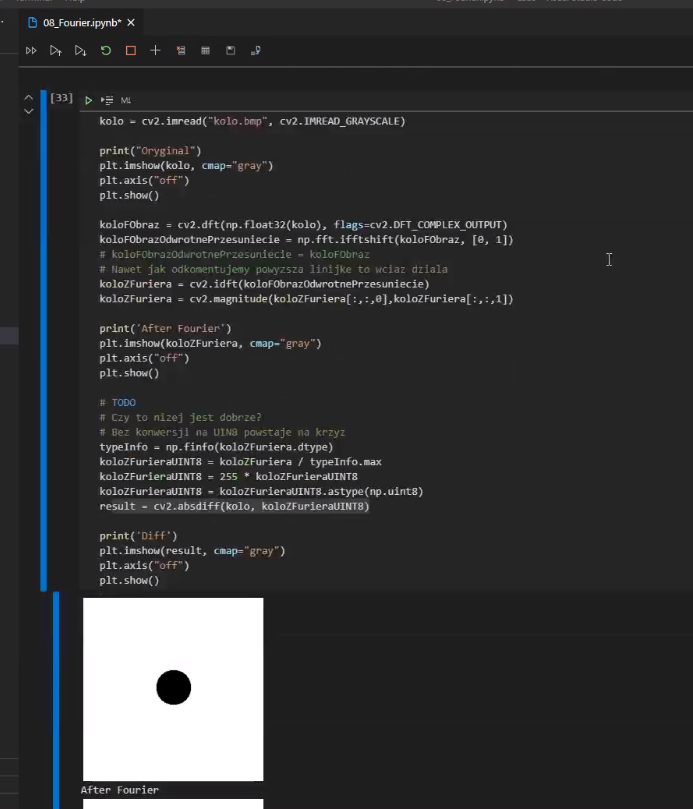 08_Fourier.ipynb*
[33]
M↓
kolo = cv2.imread("kolo.bmp", cv2.IMREAD_GRAYSCALE)
print("Oryginal")
plt.imshow(kolo, cmap="gray")
plt.axis("off")
plt.show()
koloFObraz = cv2.dft(np.float32(kolo), flags=cv2.DFT_COMPLEX_OUTPUT)
koloFObrazOdwrotnePrzesuniecie = np.fft.ifftshift(koloFObraz, [0, 1])
# koloFObrazOdwrotnePrzesuniecie = koloFObraz
# Nawet jak odkomentujemy powyzsza linijke to wciaz dziala
koloZFuriera = cv2.idft(koloFObrazOdwrotnePrzesuniecie)
koloZFuriera = cv2.magnitude(koloZFuriera[:,:,0],koloZFuriera[:,:,1])
print('After Fourier')
plt.imshow(koloZFuriera, cmap="gray")
plt.axis("off")
plt.show()
# TODO
# Czy to nizej jest dobrze?
# Bez konwersji na UIN8 powstaje na krzyz
typeInfo = np.finfo(koloZFuriera.dtype)
koloZFurieraUINT8 = koloZFuriera / typeInfo.max
koloZFurieraUINT8 = 255 * koloZFurieraUINT8
koloZFurieraUINT8 = koloZFurieraUINT8.astype(np.uint8)
result = cv2.absdiff(kolo, koloZFurieraUINT8)
print('Diff')
plt.imshow(result, cmap="gray")
plt.axis("off")
plt.show()
After Fourier